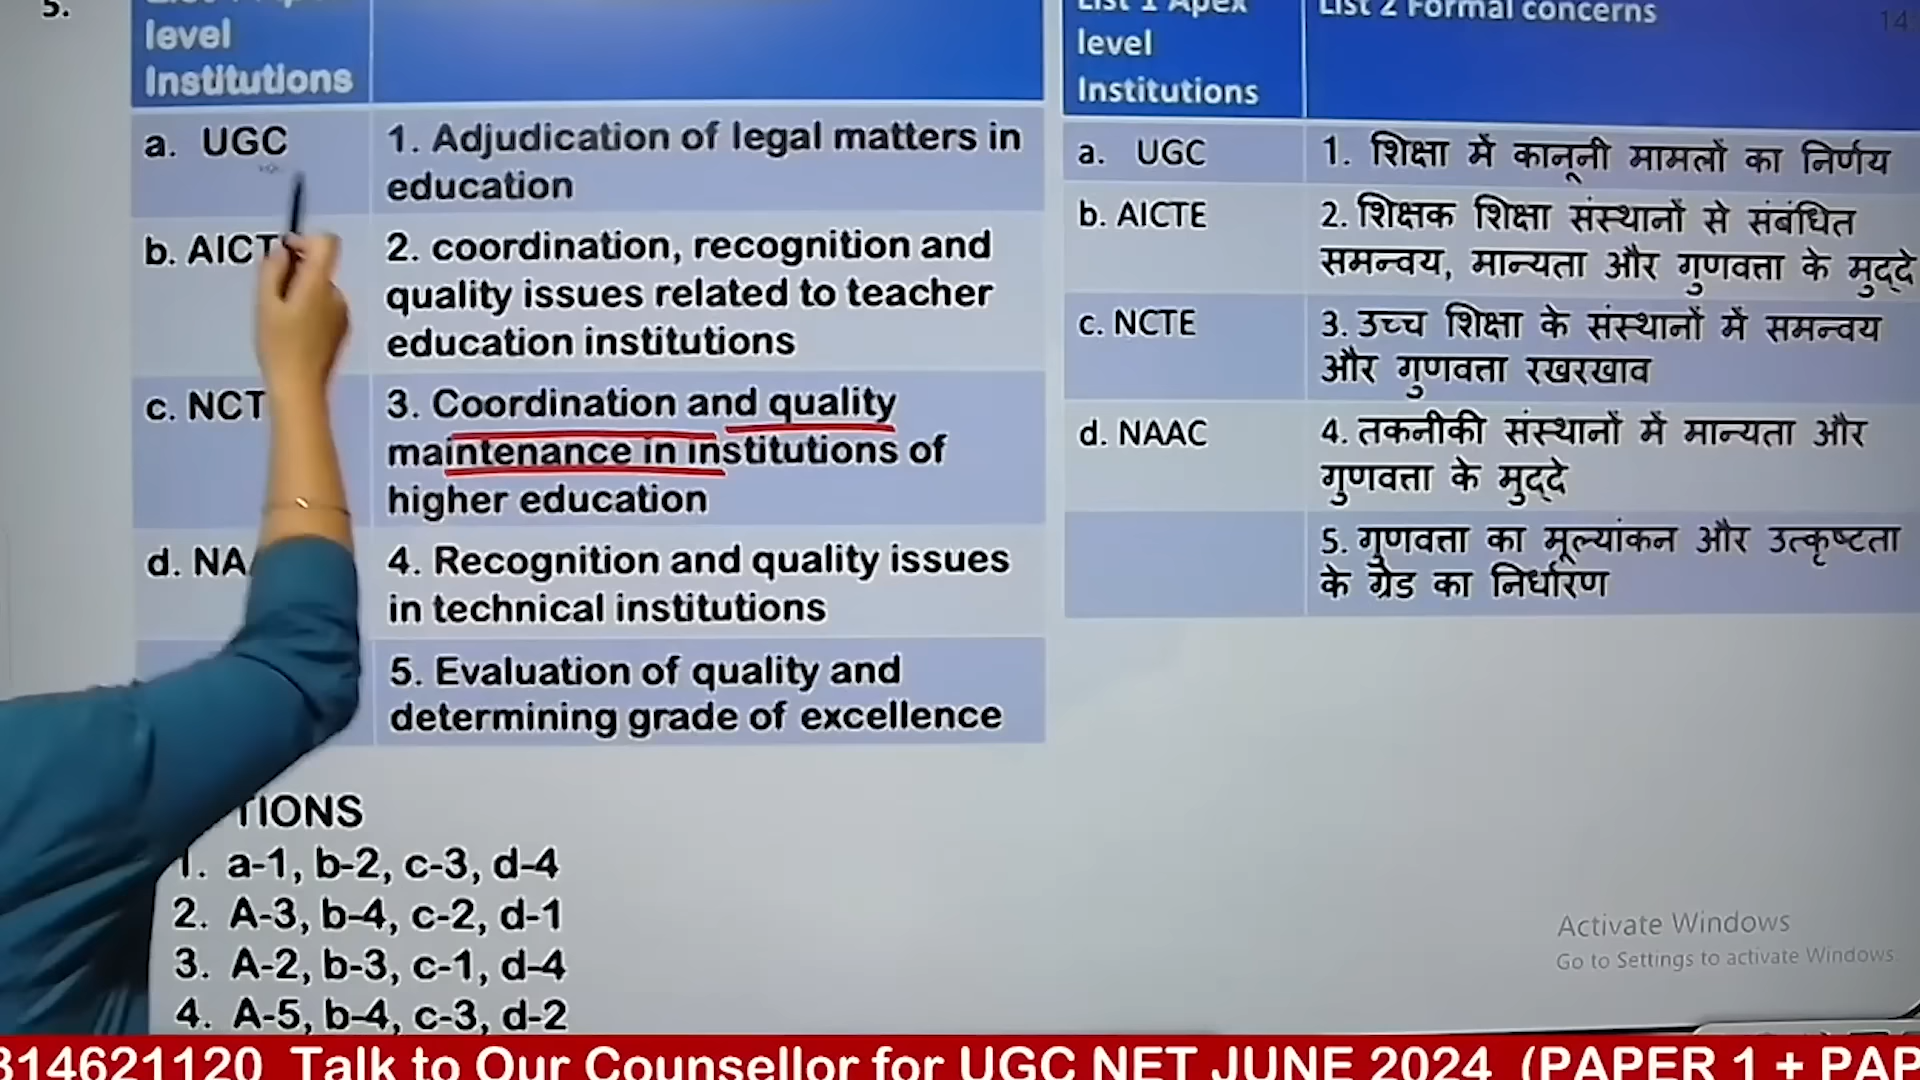 5.
level
Institutions
a. UGC
1. Adjudication of legal matters in
education
b. AICT
2. coordination, recognition and
quality issues related to teacher
education institutions
c. NCT
3. Coordination and quality
maintenance in institutions of
higher education
d. NA
4. Recognition and quality issues
in technical institutions
5. Evaluation of quality and
determining grade of excellence
List 1 Apex
level
Institutions
List 2 Formal concerns
14
a. UGC
1. शिक्षा में कानूनी मामलों का निर्णय
b. AICTE
2. शिक्षक शिक्षा संस्थानों से संबंधित
समन्वय, मान्यता और गुणवत्ता के मुद्दे
c. NCTE
3. उच्च शिक्षा के संस्थानों में समन्वय
और गुणवत्ता रखरखाव
d. NAAC
4. तकनीकी संस्थानों में मान्यता और
गुणवत्ता के मुद्दे
5. गुणवत्ता का मूल्यांकन और उत्कृष्टता
के ग्रेड का निर्धारण
TIONS
1. a-1, b-2, c-3, d-4
2. A-3, b-4, c-2, d-1
3. A-2, b-3, c-1, d-4
4. A-5, b-4, c-3, d-2
Activate Windows
Go to Settings to activate Windows.
814621120 Talk to Our Counsellor for UGC NET JUNE 2024 (PAPER 1 + PAP